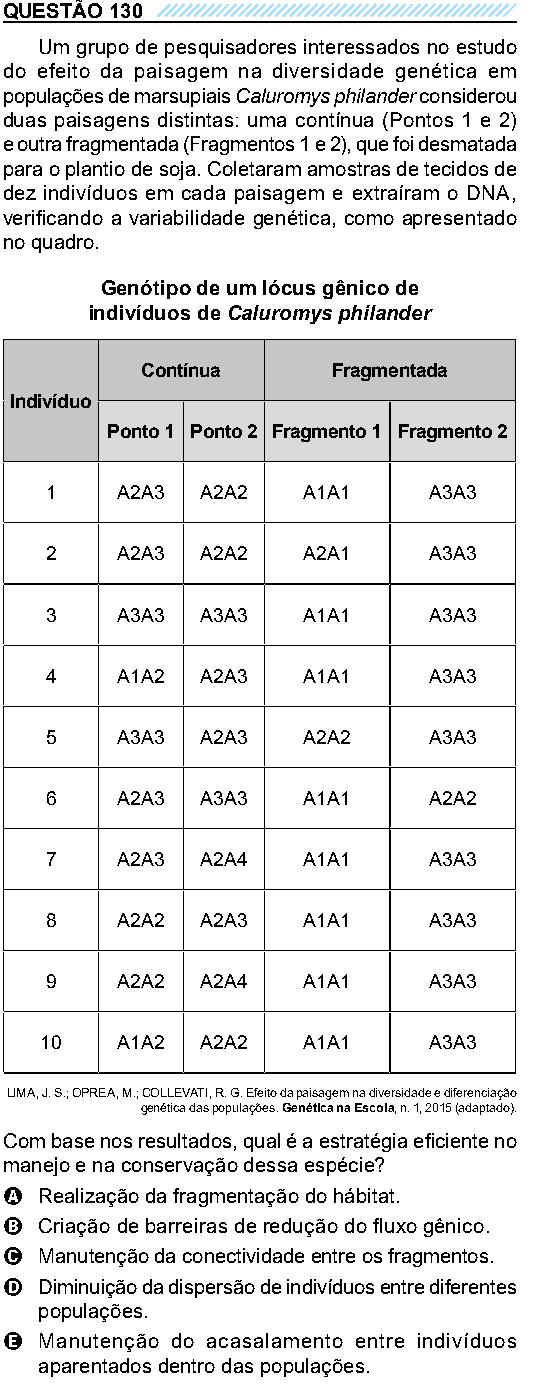 QUESTÃO 130
Um grupo de pesquisadores interessados no estudo
do efeito da paisagem na diversidade genética em
populações de marsupiais Caluromys philander considerou
duas paisagens distintas: uma contínua (Pontos 1 e 2)
e outra fragmentada (Fragmentos 1 e 2), que foi desmatada
para o plantio de soja. Coletaram amostras de tecidos de
dez indivíduos em cada paisagem e extraíram o DNA,
verificando a variabilidade genética, como apresentado
no quadro.
Genótipo de um lócus gênico de
indivíduos de Caluromys philander
Indivíduo Contínua Fragmentada
Ponto 1 Ponto 2 Fragmento 1 Fragmento 2
1 A2A3 A2A2 A1A1 A3A3
2 A2A3 A2A2 A2A1 A3A3
3 A3A3 A3A3 A1A1 A3A3
4 A1A2 A2A3 A1A1 A3A3
5 A3A3 A2A3 A2A2 A3A3
6 A2A3 A3A3 A1A1 A2A2
7 A2A3 A2A4 A1A1 A3A3
8 A2A2 A2A3 A1A1 A3A3
9 A2A2 A2A4 A1A1 A3A3
10 A1A2 A2A2 A1A1 A3A3
LIMA, J. S.; OPREA, M.; COLLEVATI, R. G. Efeito da paisagem na diversidade e diferenciação
genética das populações. Genética na Escola, n. 1, 2015 (adaptado).
Com base nos resultados, qual é a estratégia eficiente no
manejo e na conservação dessa espécie?
A Realização da fragmentação do hábitat.
B Criação de barreiras de redução do fluxo gênico.
C Manutenção da conectividade entre os fragmentos.
D Diminuição da dispersão de indivíduos entre diferentes
populações.
E Manutenção do acasalamento entre indivíduos
aparentados dentro das populações.